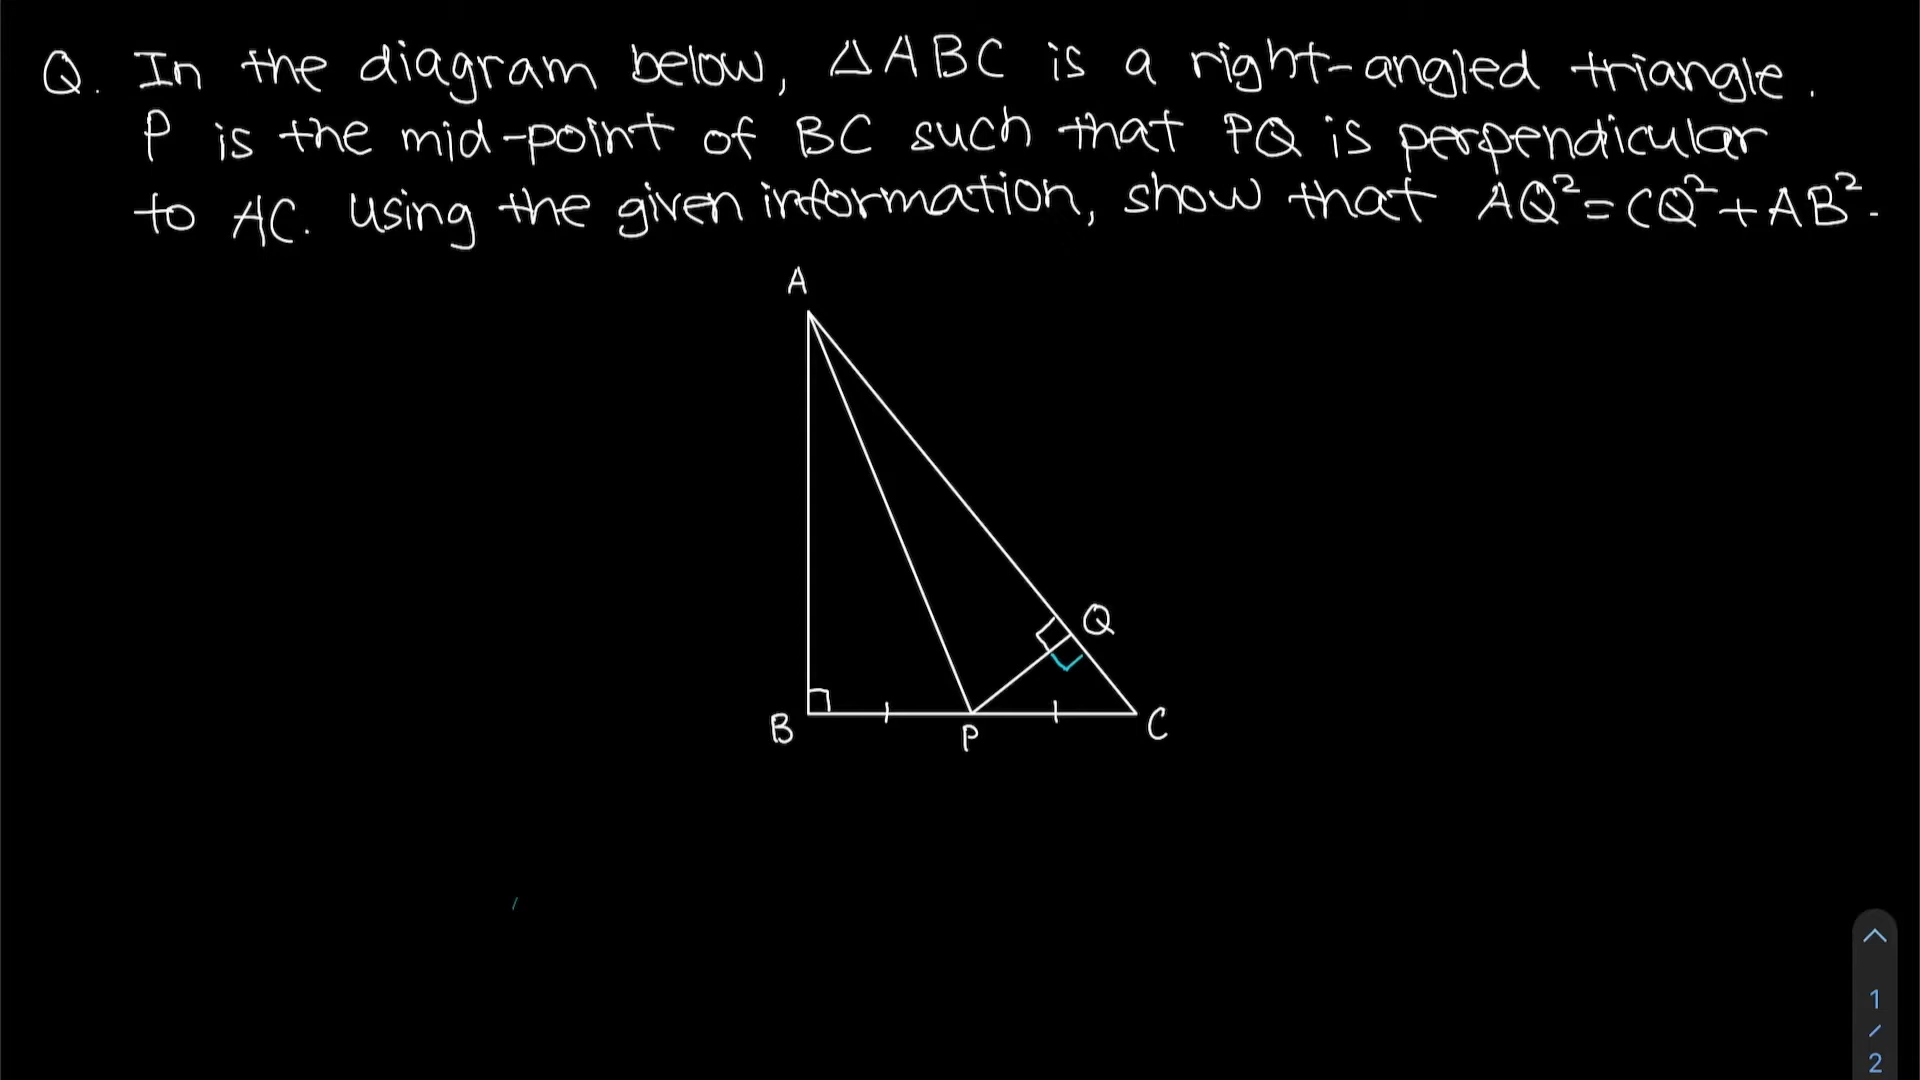 Q. In the diagram below, △ABC is a right-angled triangle.
P is the mid-point of BC such that PQ is perpendicular
to AC. Using the given information, show that AQ²=CQ²+AB².
A
Q
B
P
C
1
/
2